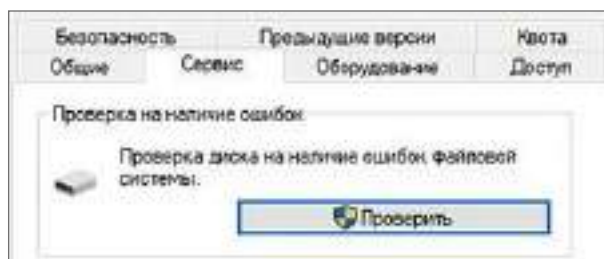 Безопасность Предыдущие версии Квота
Общие Сервис Оборудование Доступ
Проверка на наличие ошибок
Проверка диска на наличие ошибок файловой
системы.
Проверить